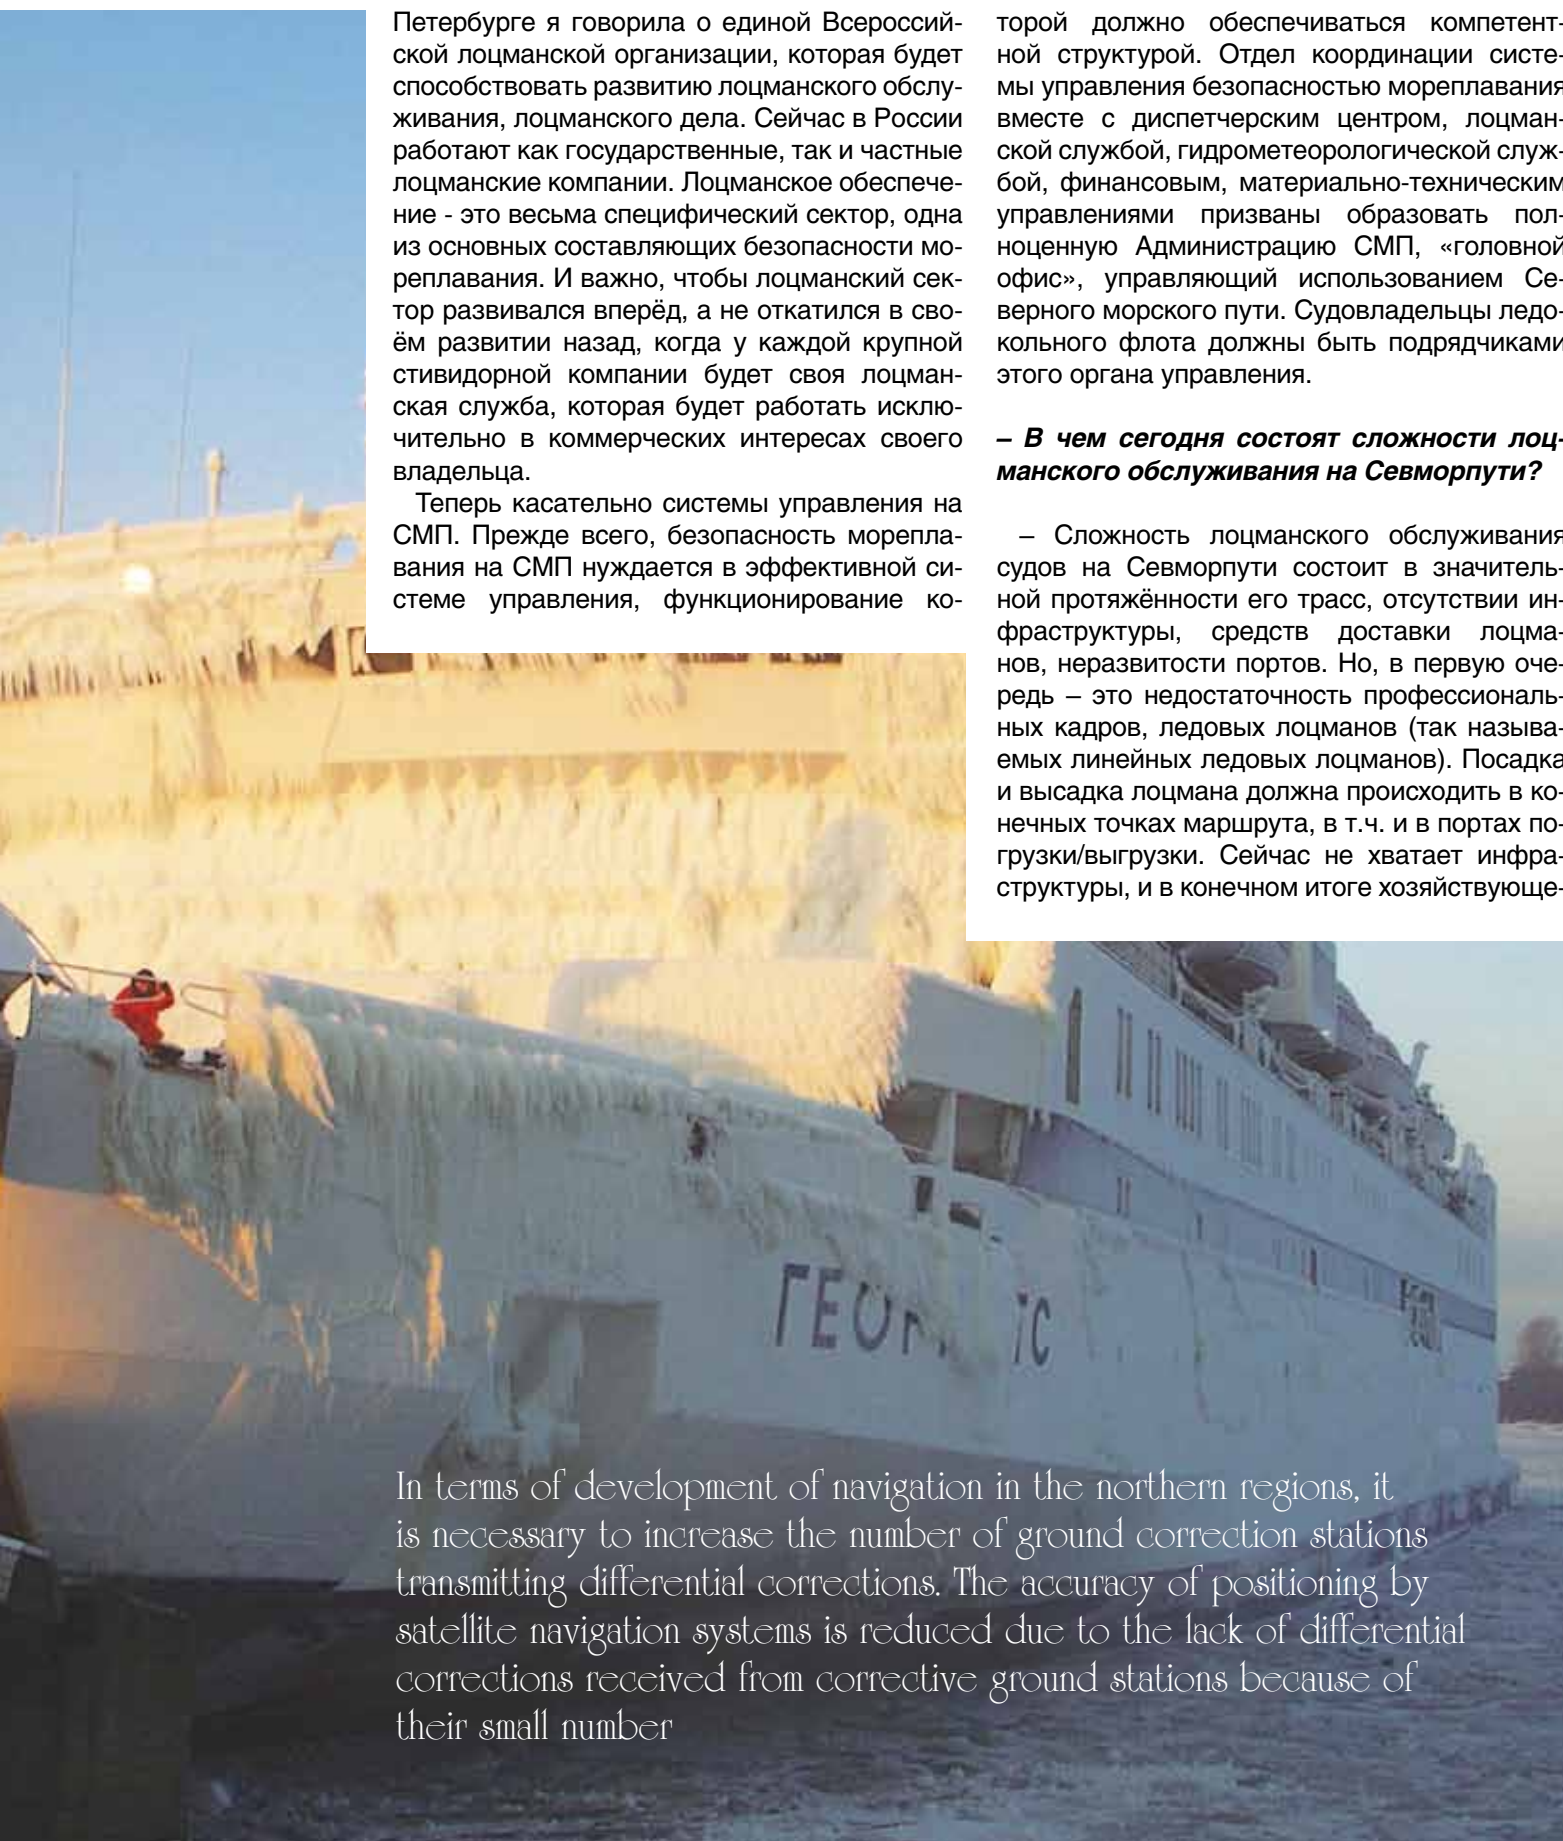 Петербурге я говорила о единой Всероссий-
ской лоцманской организации, которая будет
способствовать развитию лоцманского обслу-
живания, лоцманского дела. Сейчас в России
работают как государственные, так и частные
лоцманские компании. Лоцманское обеспече-
ние - это весьма специфический сектор, одна
из основных составляющих безопасности мо-
реплавания. И важно, чтобы лоцманский сек-
тор развивался вперёд, а не откатился в сво-
ём развитии назад, когда у каждой крупной
стивидорной компании будет своя лоцман-
ская служба, которая будет работать исклю-
чительно в коммерческих интересах своего
владельца.
Теперь касательно системы управления на
СМП. Прежде всего, безопасность морепла-
вания на СМП нуждается в эффективной си-
стеме управления, функционирование ко-
торой должно обеспечиваться компетент-
ной структурой. Отдел координации систе-
мы управления безопасностью мореплавания
вместе с диспетчерским центром, лоцман-
ской службой, гидрометеорологической служ-
бой, финансовым, материально-техническим
управлениями призваны образовать пол-
ноценную Администрацию СМП, «головной
офис», управляющий использованием Се-
верного морского пути. Судовладельцы ледо-
кольного флота должны быть подрядчиками
этого органа управления.
– В чем сегодня состоят сложности лоц-
манского обслуживания на Севморпути?
– Сложность лоцманского обслуживания
судов на Севморпути состоит в значитель-
ной протяжённости его трасс, отсутствии ин-
фраструктуры, средств доставки лоцма-
нов, неразвитости портов. Но, в первую оче-
редь – это недостаточность профессиональ-
ных кадров, ледовых лоцманов (так называ-
емых линейных ледовых лоцманов). Посадка
и высадка лоцмана должна происходить в ко-
нечных точках маршрута, в т.ч. и в портах по-
грузки/выгрузки. Сейчас не хватает инфра-
структуры, и в конечном итоге хозяйствующе-
In terms of development of navigation in the northern regions, it
is necessary to increase the number of ground correction stations
transmitting differential corrections. The accuracy of positioning by
satellite navigation systems is reduced due to the lack of differential
corrections received from corrective ground stations because of
their small number